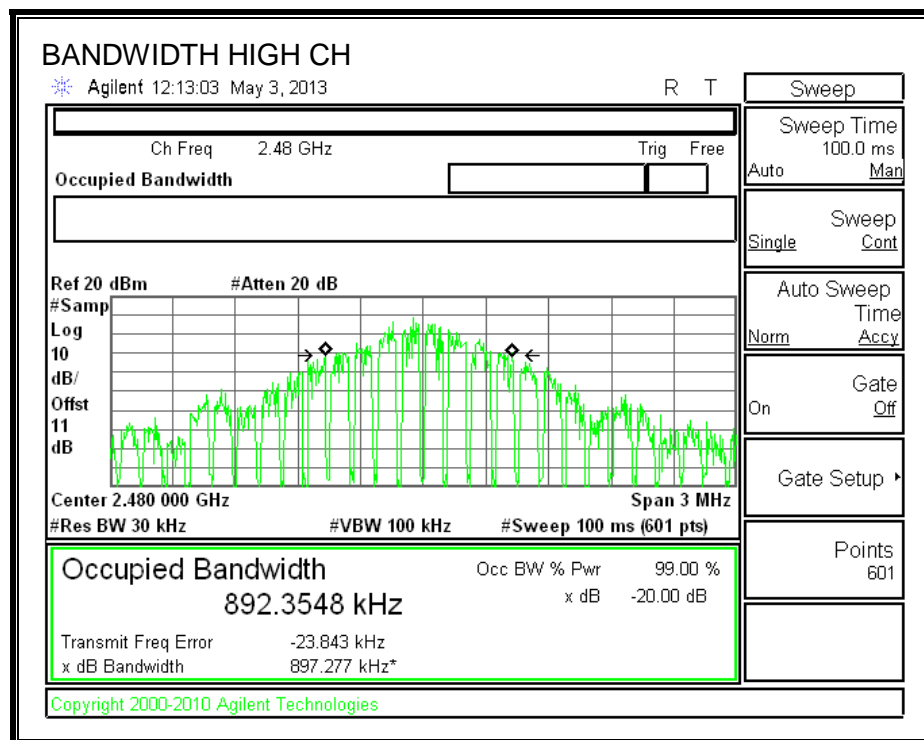 BANDWIDTH HIGH CH
Agilent 12:13:03 May 3, 2013 R T
Ch Freq 2.48 GHz Trig Free
Occupied Bandwidth
Ref 20 dBm #Atten 20 dB
#Samp
Log
10
dB/
Offst
11
dB
Center 2.480 000 GHz Span 3 MHz
#Res BW 30 kHz #VBW 100 kHz #Sweep 100 ms (601 pts)
Occupied Bandwidth Occ BW % Pwr 99.00 %
892.3548 kHz x dB -20.00 dB
Transmit Freq Error -23.843 kHz
x dB Bandwidth 897.277 kHz*
Copyright 2000-2010 Agilent Technologies
Sweep
Sweep Time
100.0 ms
Auto Man
Sweep
Single Cont
Auto Sweep
Time
Norm Accy
Gate
On Off
Gate Setup
Points
601